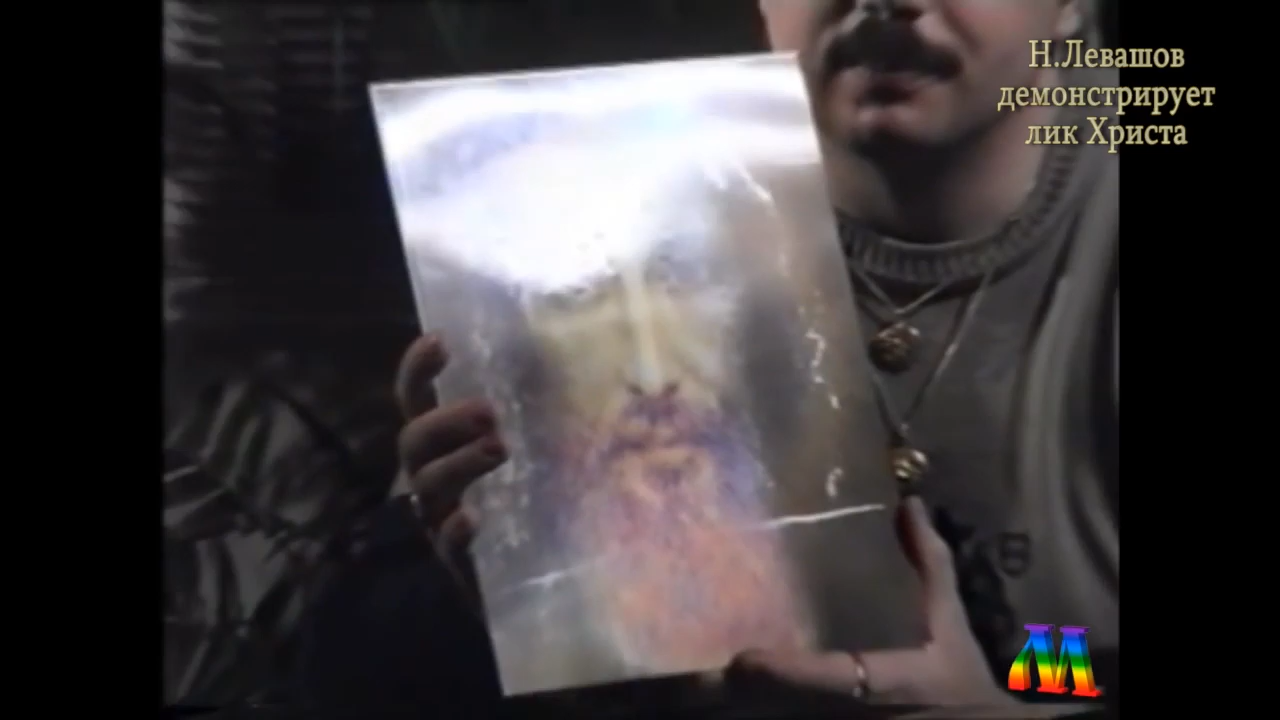 Н.Левашов
демонстрирует
лик Христа